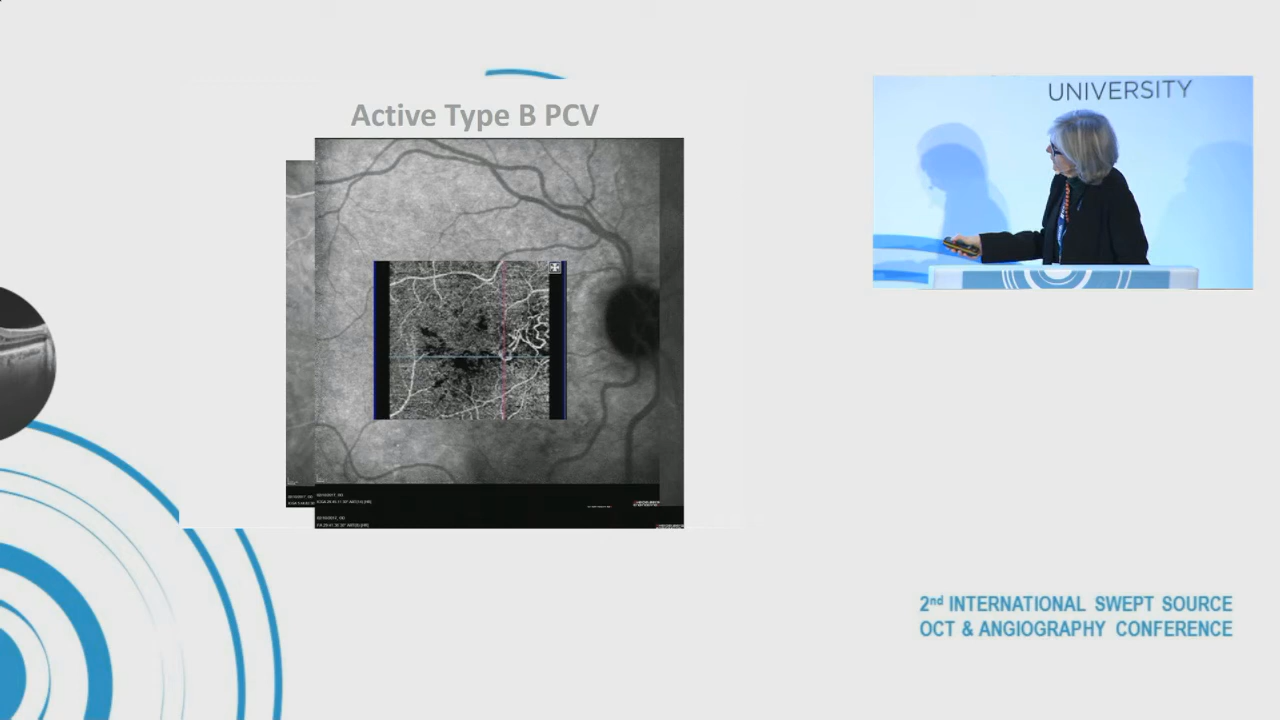 Active Type B PCV
UNIVERSITY
2nd INTERNATIONAL SWEPT SOURCE
OCT & ANGIOGRAPHY CONFERENCE